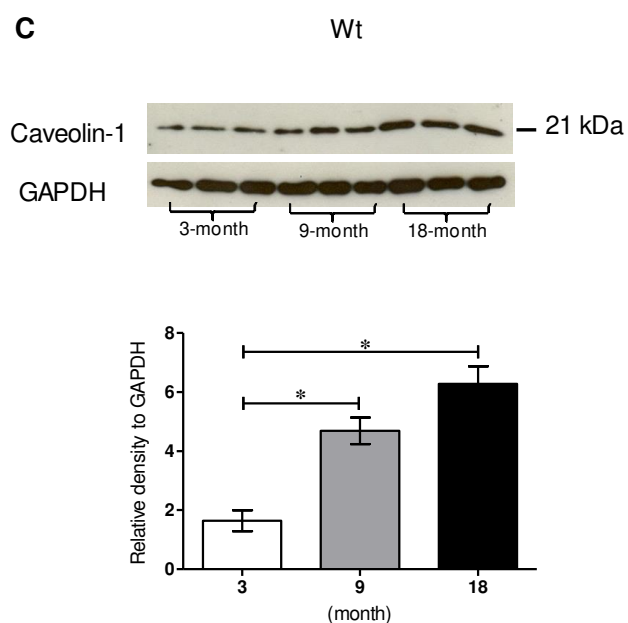 C
Wt
Caveolin-1
21 kDa
GAPDH
3-month 9-month 18-month
Relative density to GAPDH
8
6
4
2
0
*
*
3 9 18
(month)